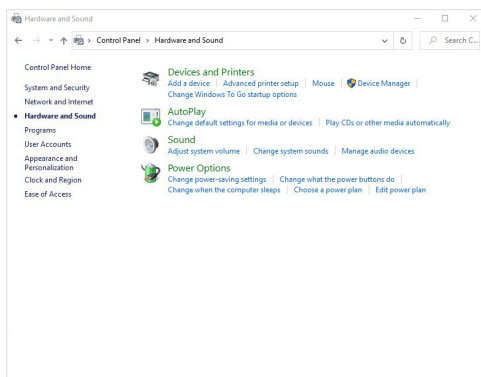 Hardware and Sound
Control Panel > Hardware and Sound
Search C...
Control Panel Home
System and Security
Network and Internet
Hardware and Sound
Programs
User Accounts
Appearance and
Personalization
Clock and Region
Ease of Access
Devices and Printers
Add a device | Advanced printer setup | Mouse | Device Manager |
Change Windows To Go startup options
AutoPlay
Change default settings for media or devices | Play CDs or other media automatically
Sound
Adjust system volume | Change system sounds | Manage audio devices
Power Options
Change power-saving settings | Change what the power buttons do |
Change when the computer sleeps | Choose a power plan | Edit power plan